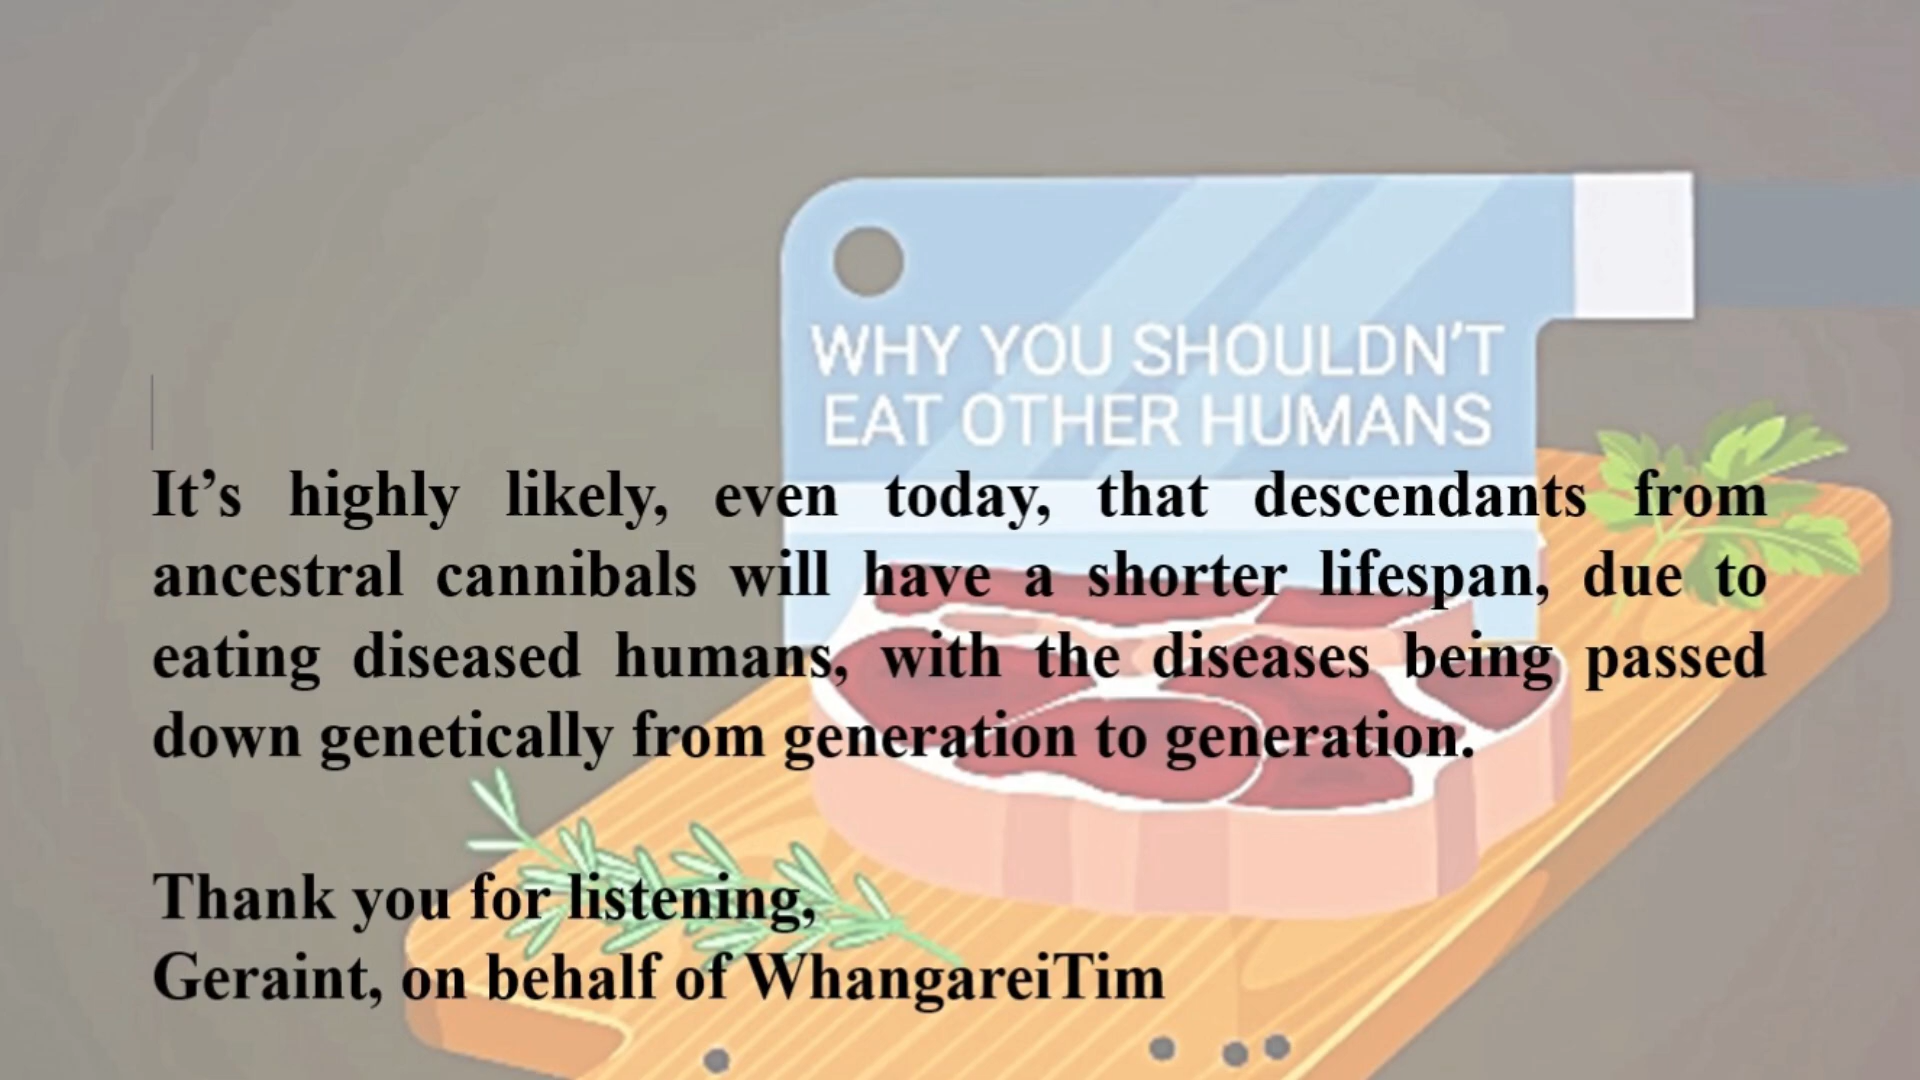 WHY YOU SHOULDN'T
EAT OTHER HUMANS
It’s highly likely, even today, that descendants from
ancestral cannibals will have a shorter lifespan, due to
eating diseased humans, with the diseases being passed
down genetically from generation to generation.
Thank you for listening,
Geraint, on behalf of WhangareiTim